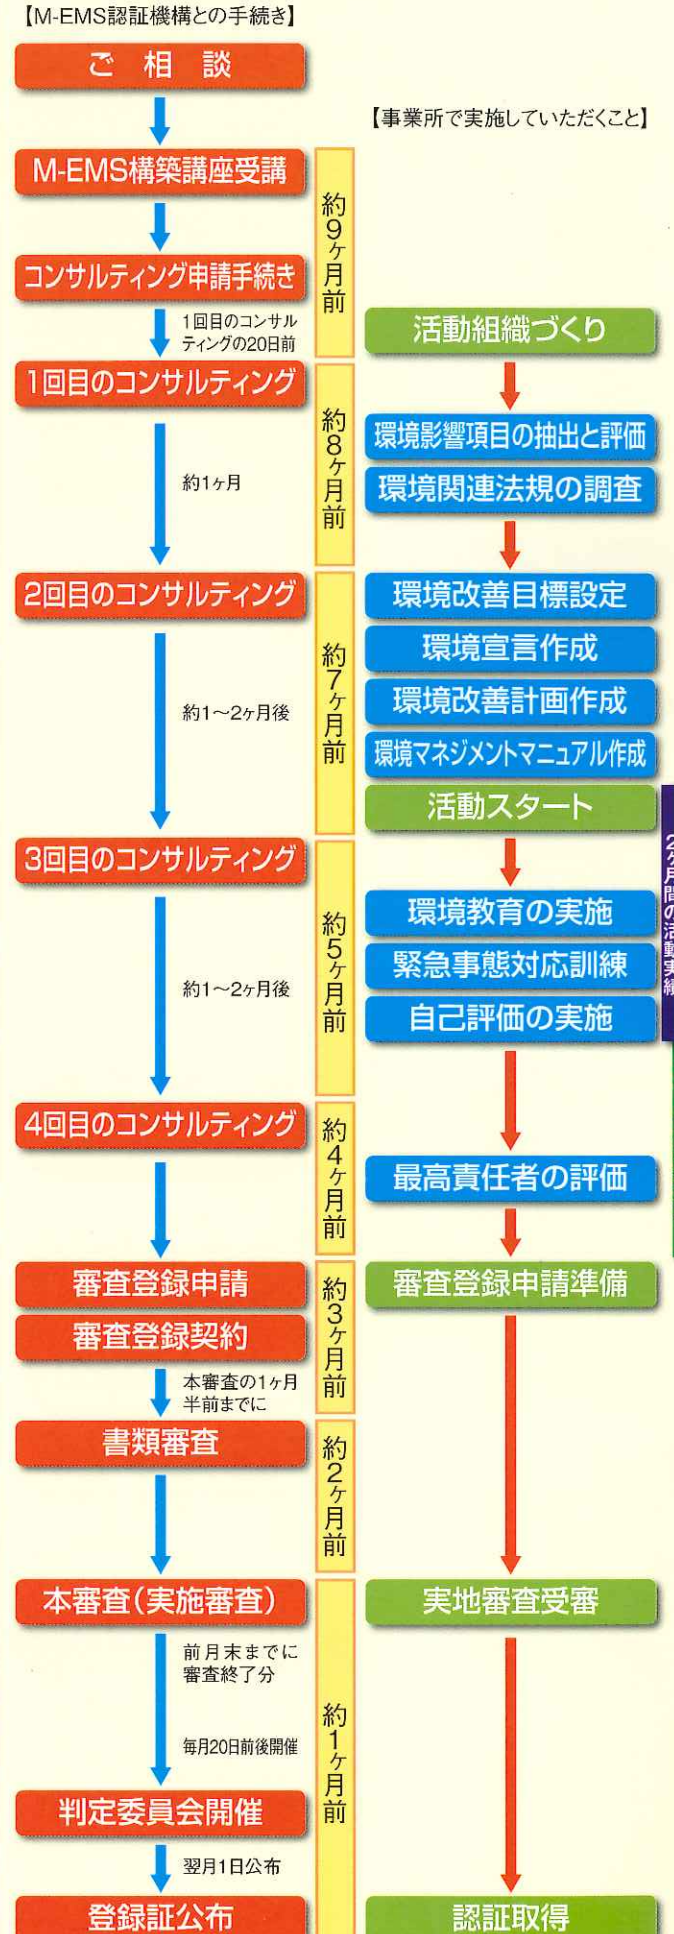 【M-EMS認証機構との手続き】
ご相談
【事業所で実施していただくこと】
M-EMS構築講座受講
約9ヶ月前
コンサルティング申請手続き
1回目のコンサル
ティングの20日前
活動組織づくり
1回目のコンサルティング
約8ヶ月前
環境影響項目の抽出と評価
約1ヶ月
環境関連法規の調査
2回目のコンサルティング
約7ヶ月前
環境改善目標設定
環境宣言作成
約1～2ヶ月後
環境改善計画作成
環境マネジメントマニュアル作成
活動スタート
2ヶ月間の活動実績
3回目のコンサルティング
約5ヶ月前
環境教育の実施
緊急事態対応訓練
約1～2ヶ月後
自己評価の実施
4回目のコンサルティング
約4ヶ月前
最高責任者の評価
審査登録申請
約3ヶ月前
審査登録申請準備
審査登録契約
本審査の1ヶ月
半前までに
書類審査
約2ヶ月前
本審査(実施審査)
実地審査受審
前月末までに
審査終了分
約1ヶ月前
毎月20日前後開催
判定委員会開催
翌月1日公布
登録証公布
認証取得